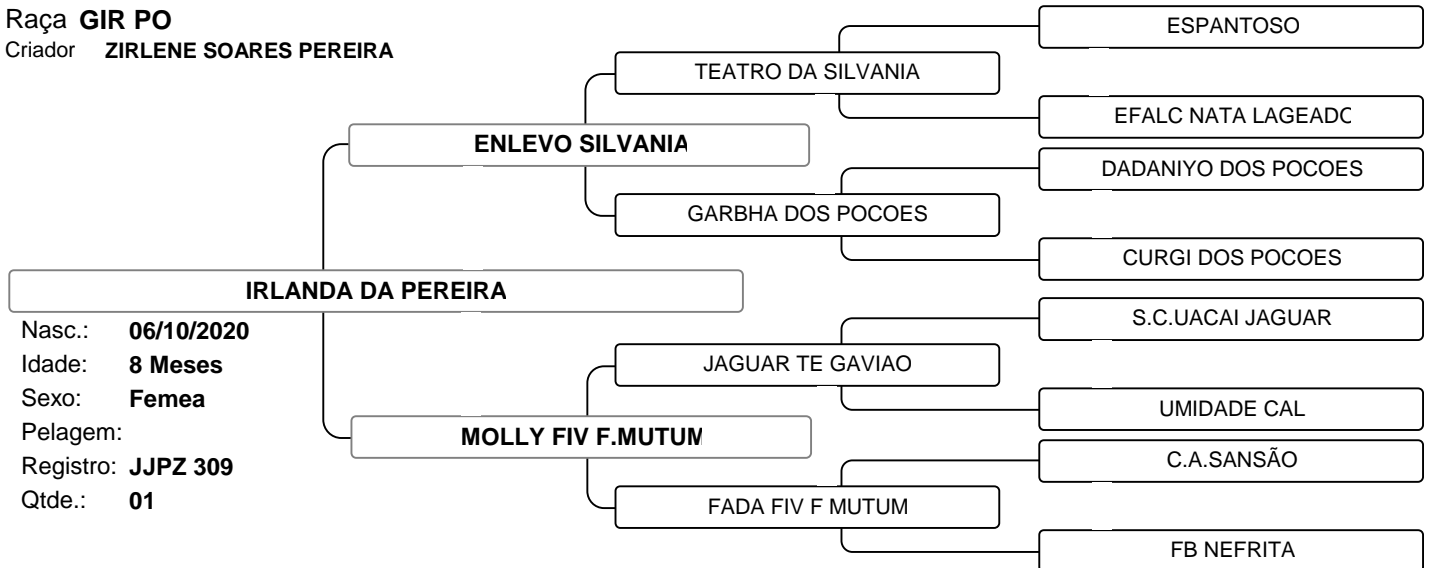 Raça GIR PO
Criador ZIRLENE SOARES PEREIRA
ESPANTOSO
TEATRO DA SILVANIA
EFALC NATA LAGEADO
ENLEVO SILVANIA
DADANIYO DOS POCOES
GARBHA DOS POCOES
CURGI DOS POCOES
IRLANDA DA PEREIRA
Nasc.: 06/10/2020
Idade: 8 Meses
Sexo: Femea
Pelagem:
Registro: JJPZ 309
Qtde.: 01
S.C.UACAI JAGUAR
JAGUAR TE GAVIAO
UMIDADE CAL
MOLLY FIV F.MUTUM
C.A.SANSÃO
FADA FIV F MUTUM
FB NEFRITA